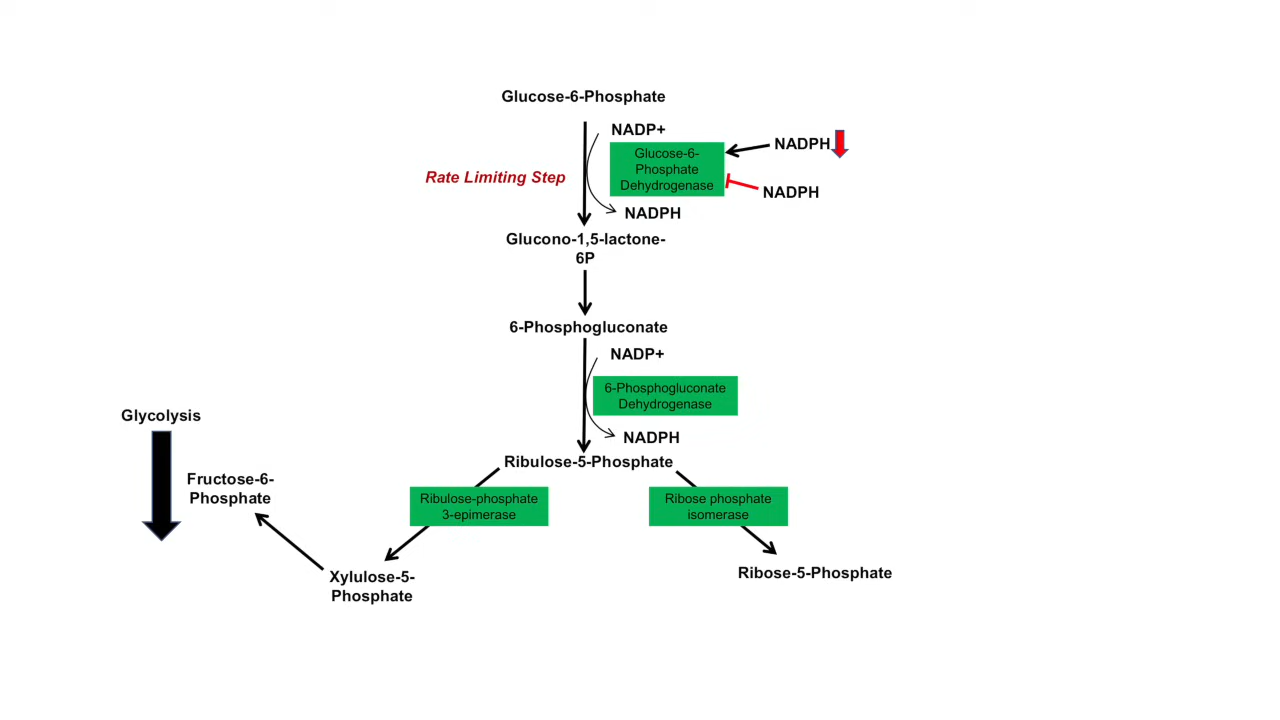 Glucose-6-Phosphate
NADP+
Glucose-6-
Phosphate
Dehydrogenase
NADPH
Rate Limiting Step
NADPH
NADPH
Glucono-1,5-lactone-
6P
6-Phosphogluconate
NADP+
6-Phosphogluconate
Dehydrogenase
NADPH
Glycolysis
Ribulose-5-Phosphate
Fructose-6-
Phosphate
Ribulose-phosphate
3-epimerase
Ribose phosphate
isomerase
Xylulose-5-
Phosphate
Ribose-5-Phosphate